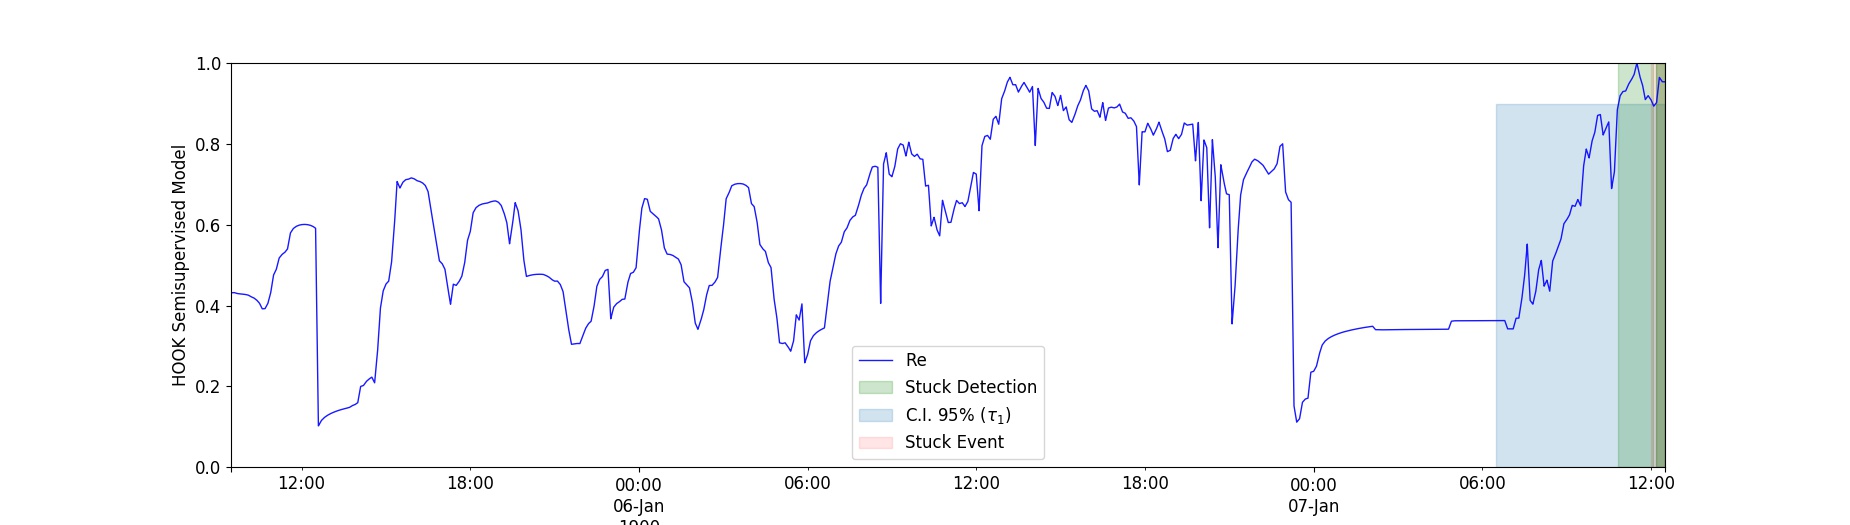 HOOK Semisupervised Model
1.0
0.8
0.6
0.4
0.2
0.0
Re
Stuck Detection
C.I. 95% (τ₁)
Stuck Event
12:00 18:00 00:00 06:00 12:00 18:00 00:00 06:00 12:00
06-Jan 07-Jan
1900